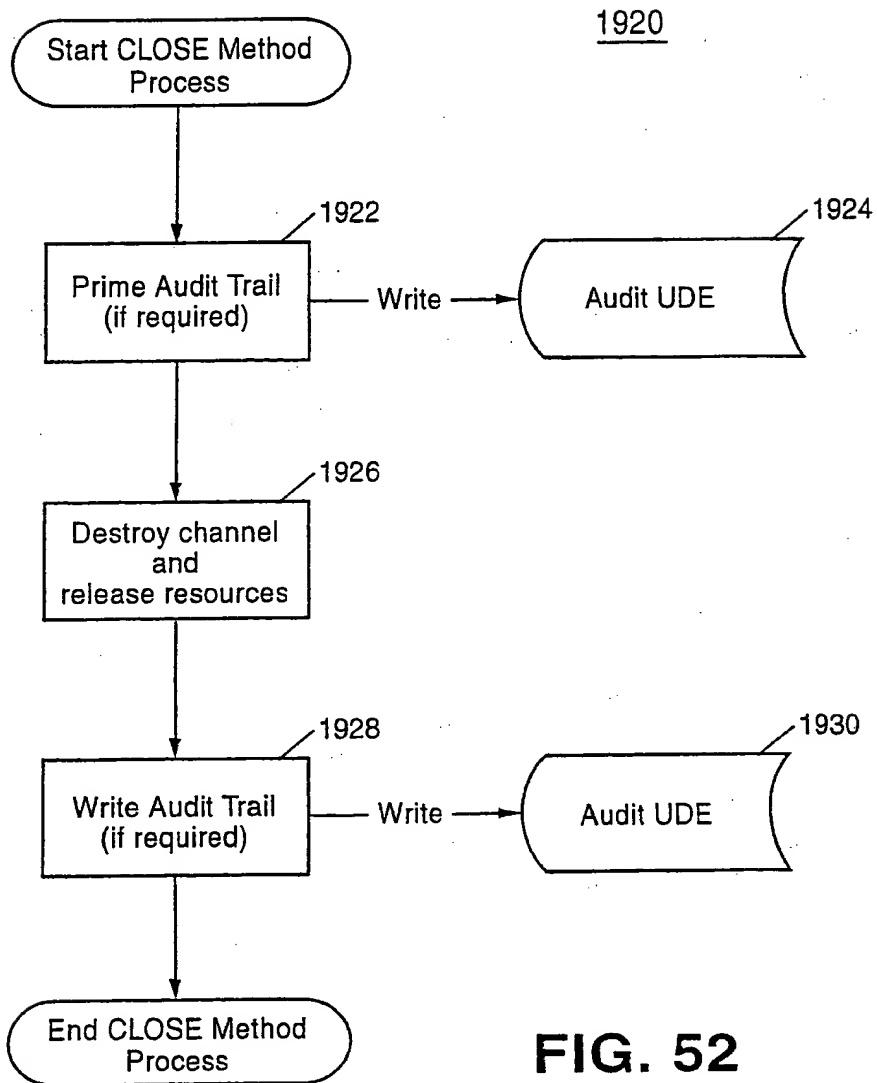 1920
Start CLOSE Method
Process
1922
Prime Audit Trail
(if required)
Write
1924
Audit UDE
1926
Destroy channel
and
release resources
1928
Write Audit Trail
(if required)
Write
1930
Audit UDE
End CLOSE Method
Process
FIG. 52